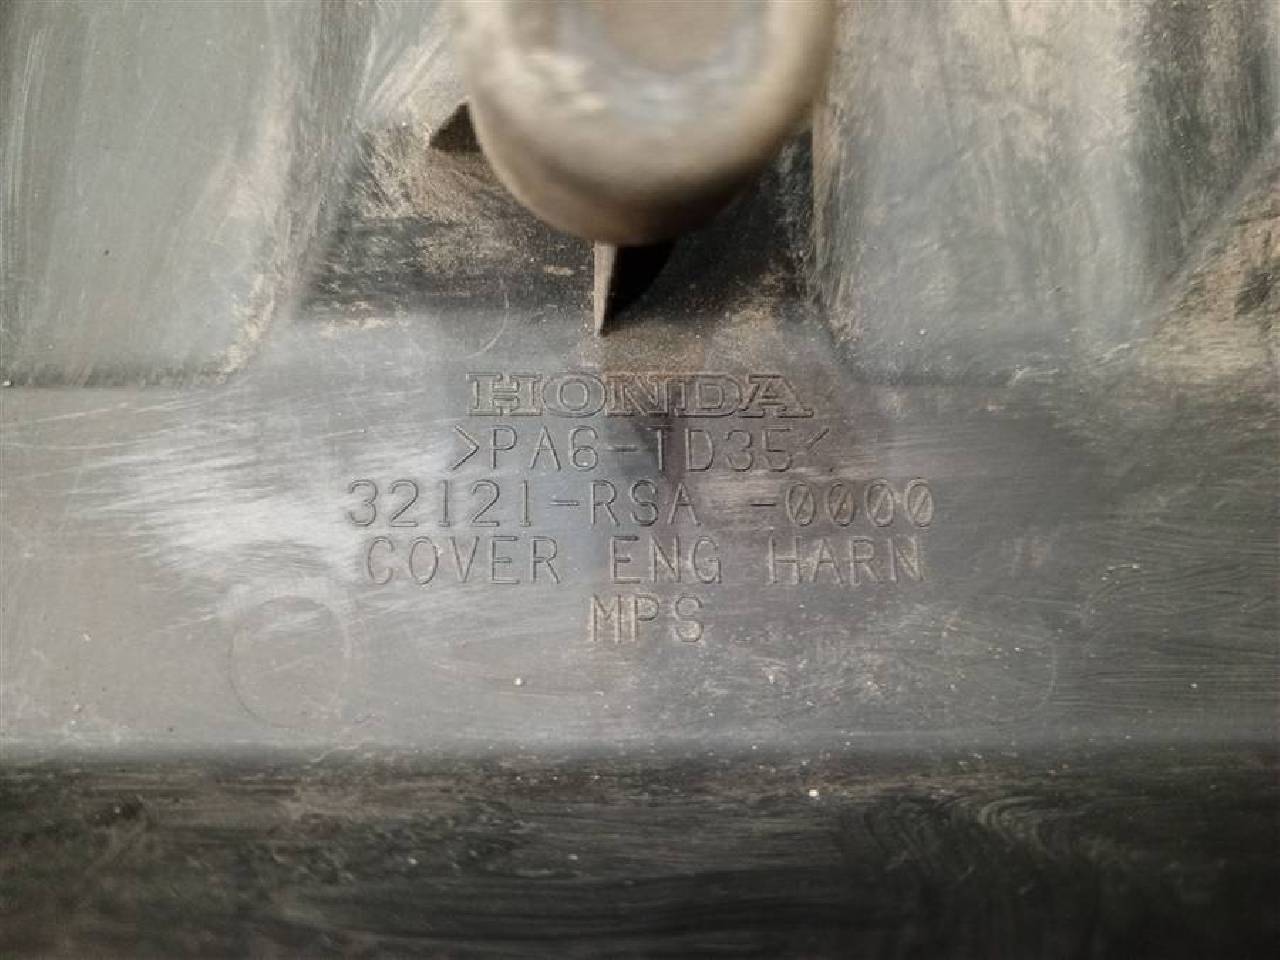 HONDA
>PA6-TD35<
32121-RSA -0000
COVER ENG HARN
MPS